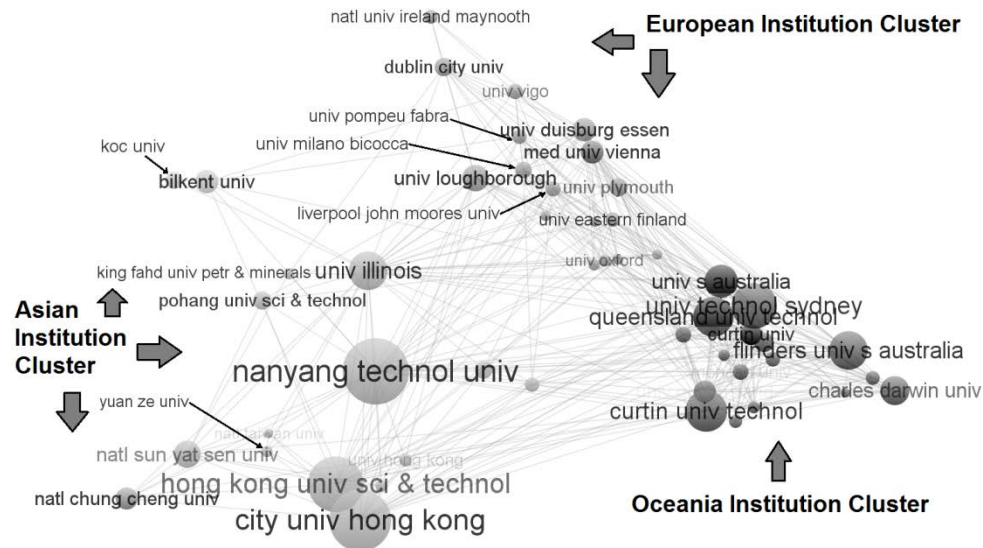 natl univ ireland maynooth
European Institution Cluster
dublin city univ
univ vigo
univ pompeu fabra
univ duisburg essen
koc univ
univ milano bicocca
med univ vienna
bilkent univ
univ loughborough
univ plymouth
liverpool john moores univ
univ eastern finland
univ oxford
king fahd univ petr & minerals
univ illinois
univ s australia
pohang univ sci & technol
univ technol sydney
queensland univ technol
Asian
Institution
Cluster
curtin univ
flinders univ s australia
nanyang technol univ
charles darwin univ
yuan ze univ
curtin univ technol
natl taiwan univ
natl sun yat sen univ
univ hong kong
hong kong univ sci & technol
natl chung cheng univ
Oceania Institution Cluster
city univ hong kong